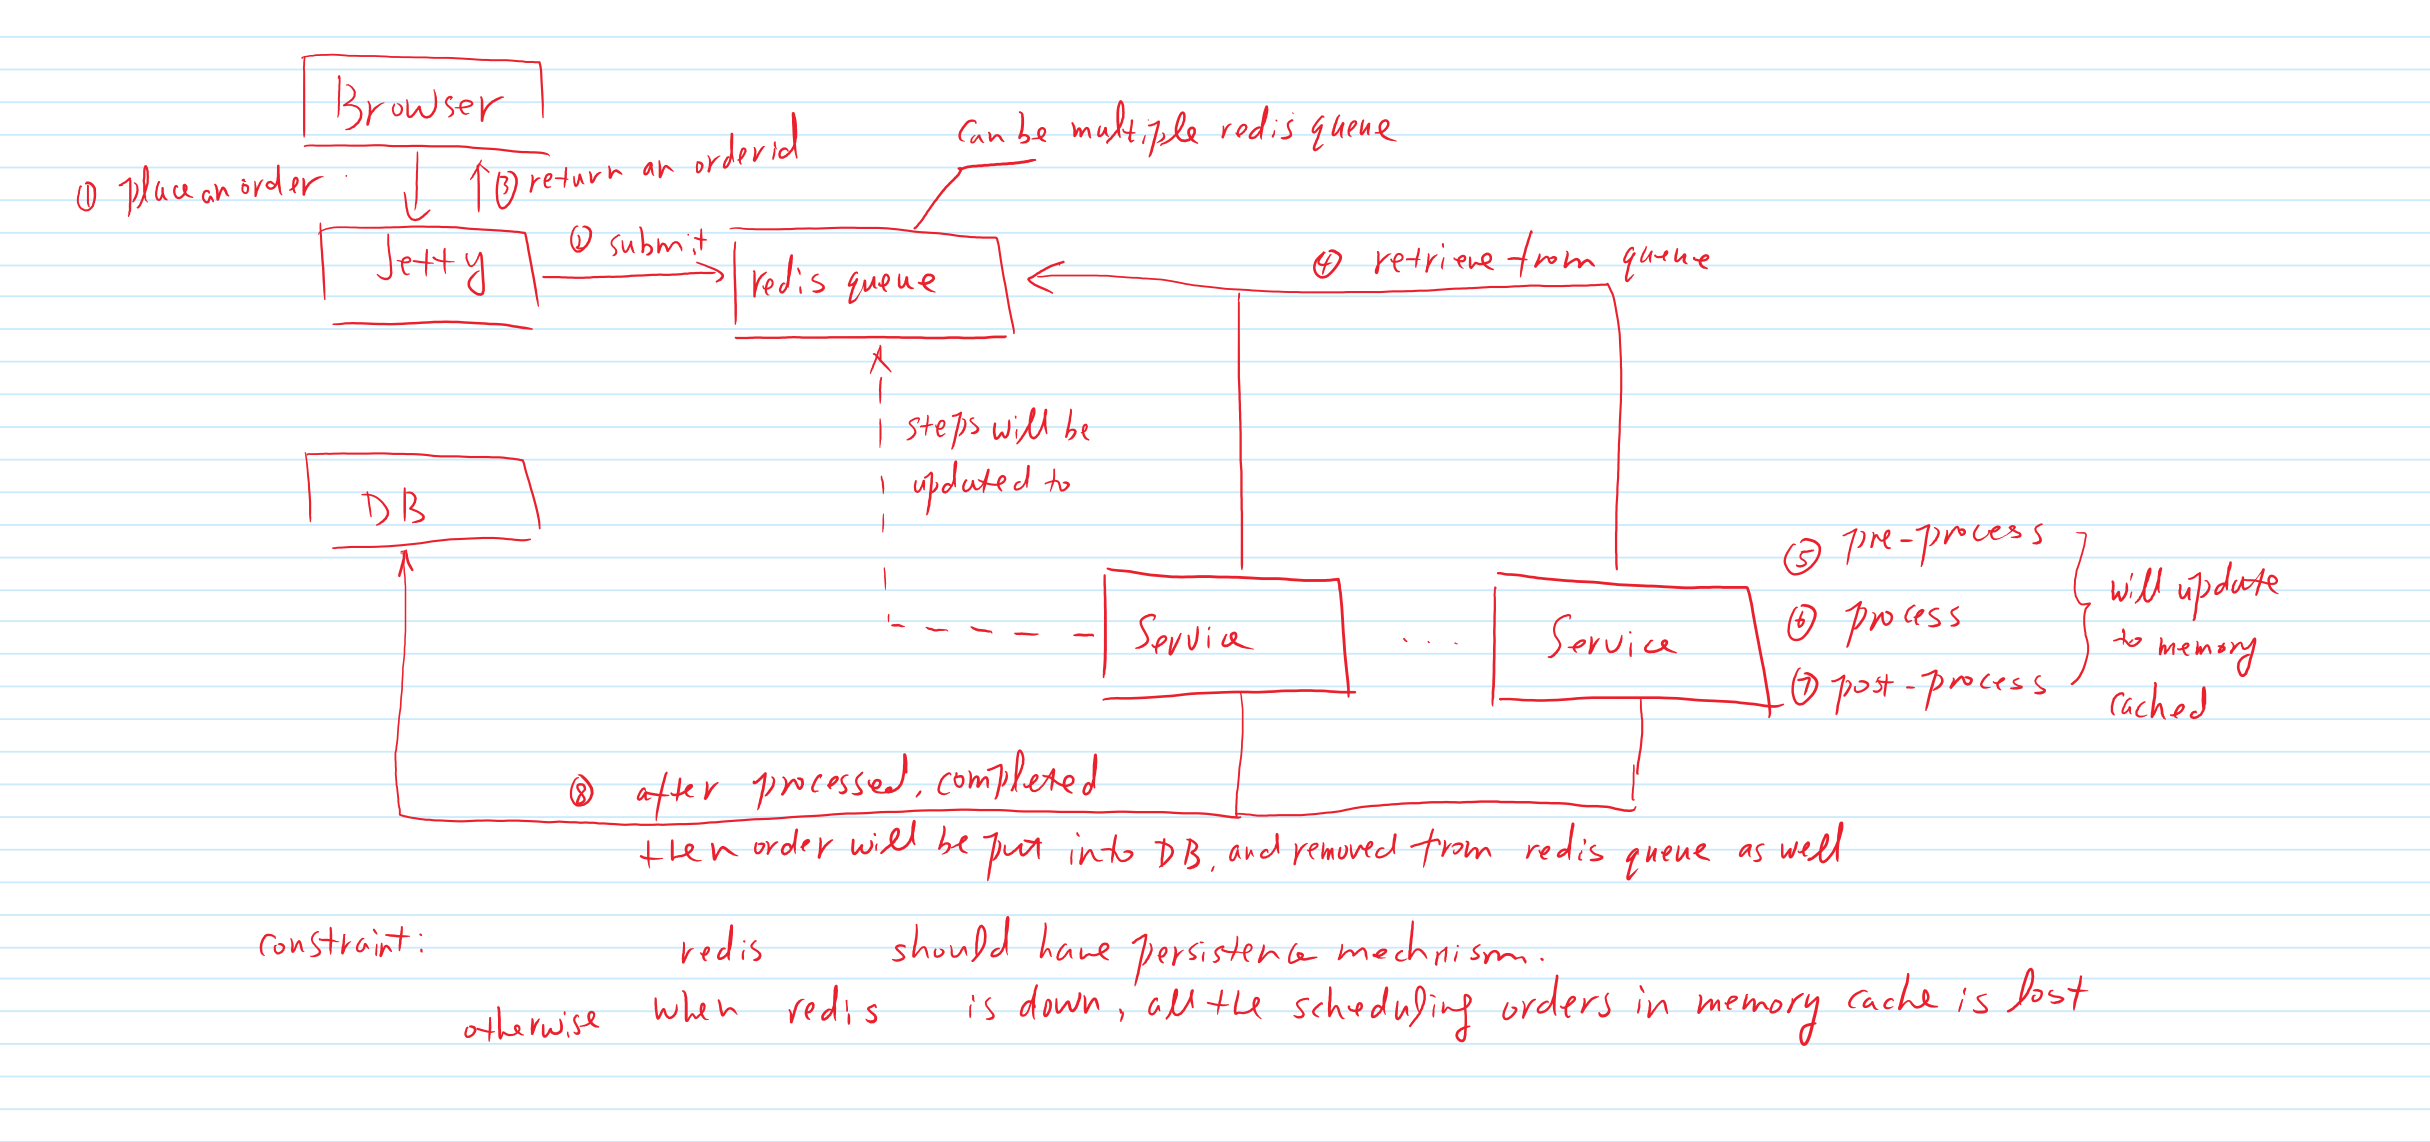 Browser
① place an order
③ return an orderid
can be multiple redis queue
Jetty
② submit
redis queue
④ retrieve from queue
steps will be
updated to
DB
Service
....
Service
⑤ pre-process
⑥ process
⑦ post-process
will update
to memory
cached
⑧ after processed, completed
then order will be put into DB, and removed from redis queue as well
constraint: redis should have persistence mechnism.
otherwise when redis is down, all the scheduling orders in memory cache is lost